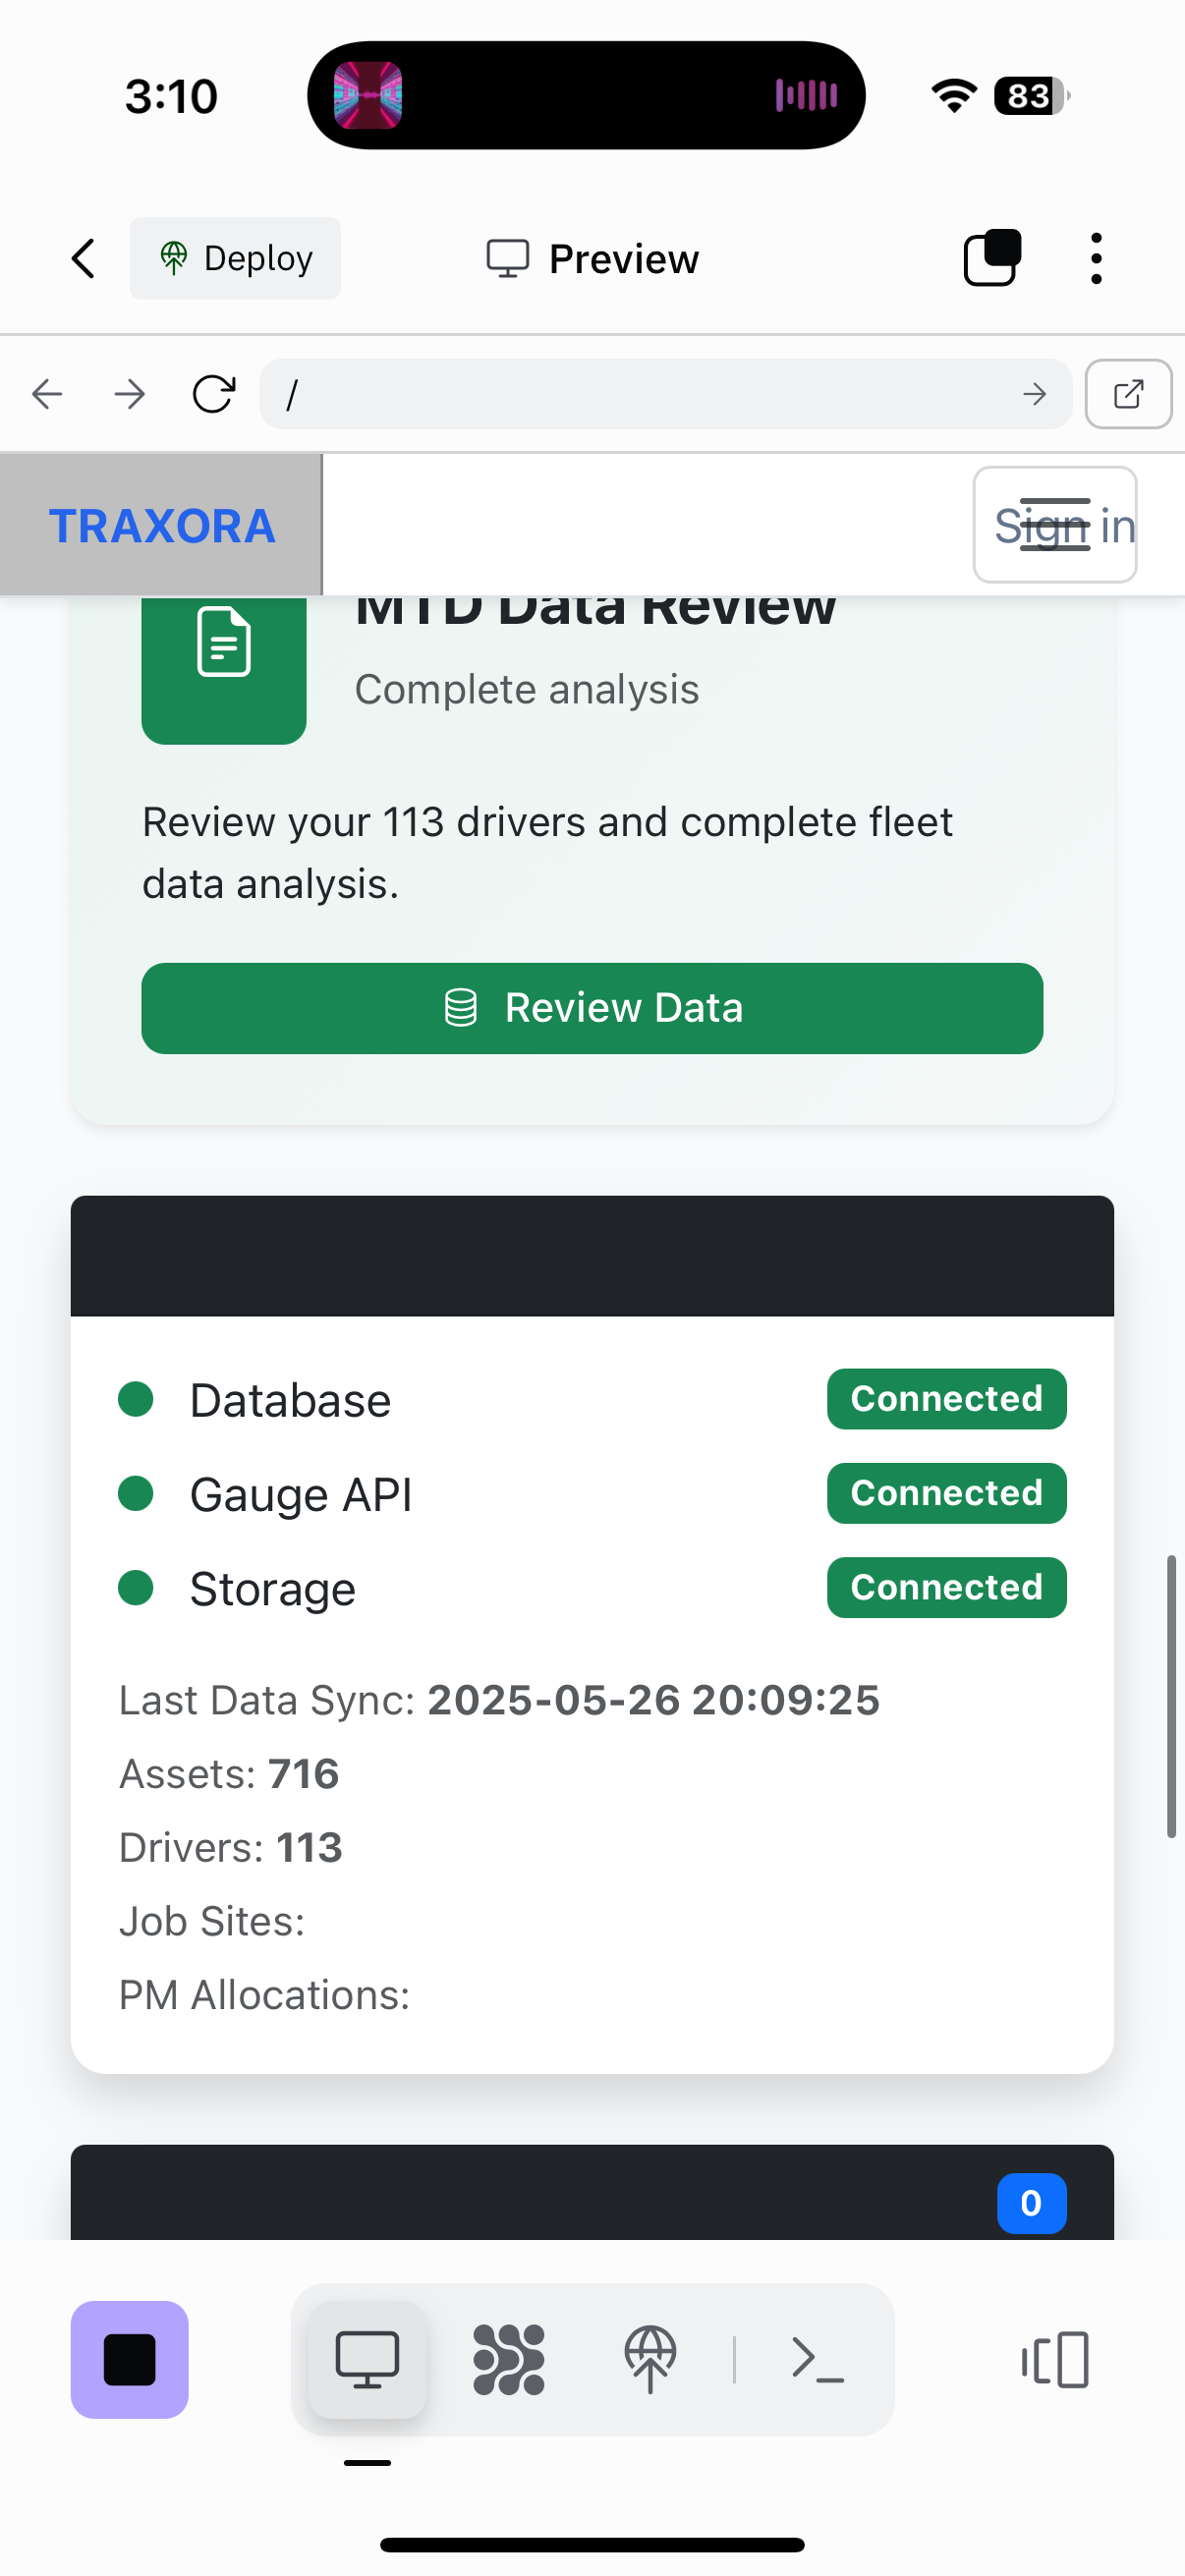 3:10
83
Deploy
Preview
/
TRAXORA
Sign in
MTD Data Review
Complete analysis
Review your 113 drivers and complete fleet
data analysis.
Review Data
Database
Connected
Gauge API
Connected
Storage
Connected
Last Data Sync: 2025-05-26 20:09:25
Assets: 716
Drivers: 113
Job Sites:
PM Allocations:
0